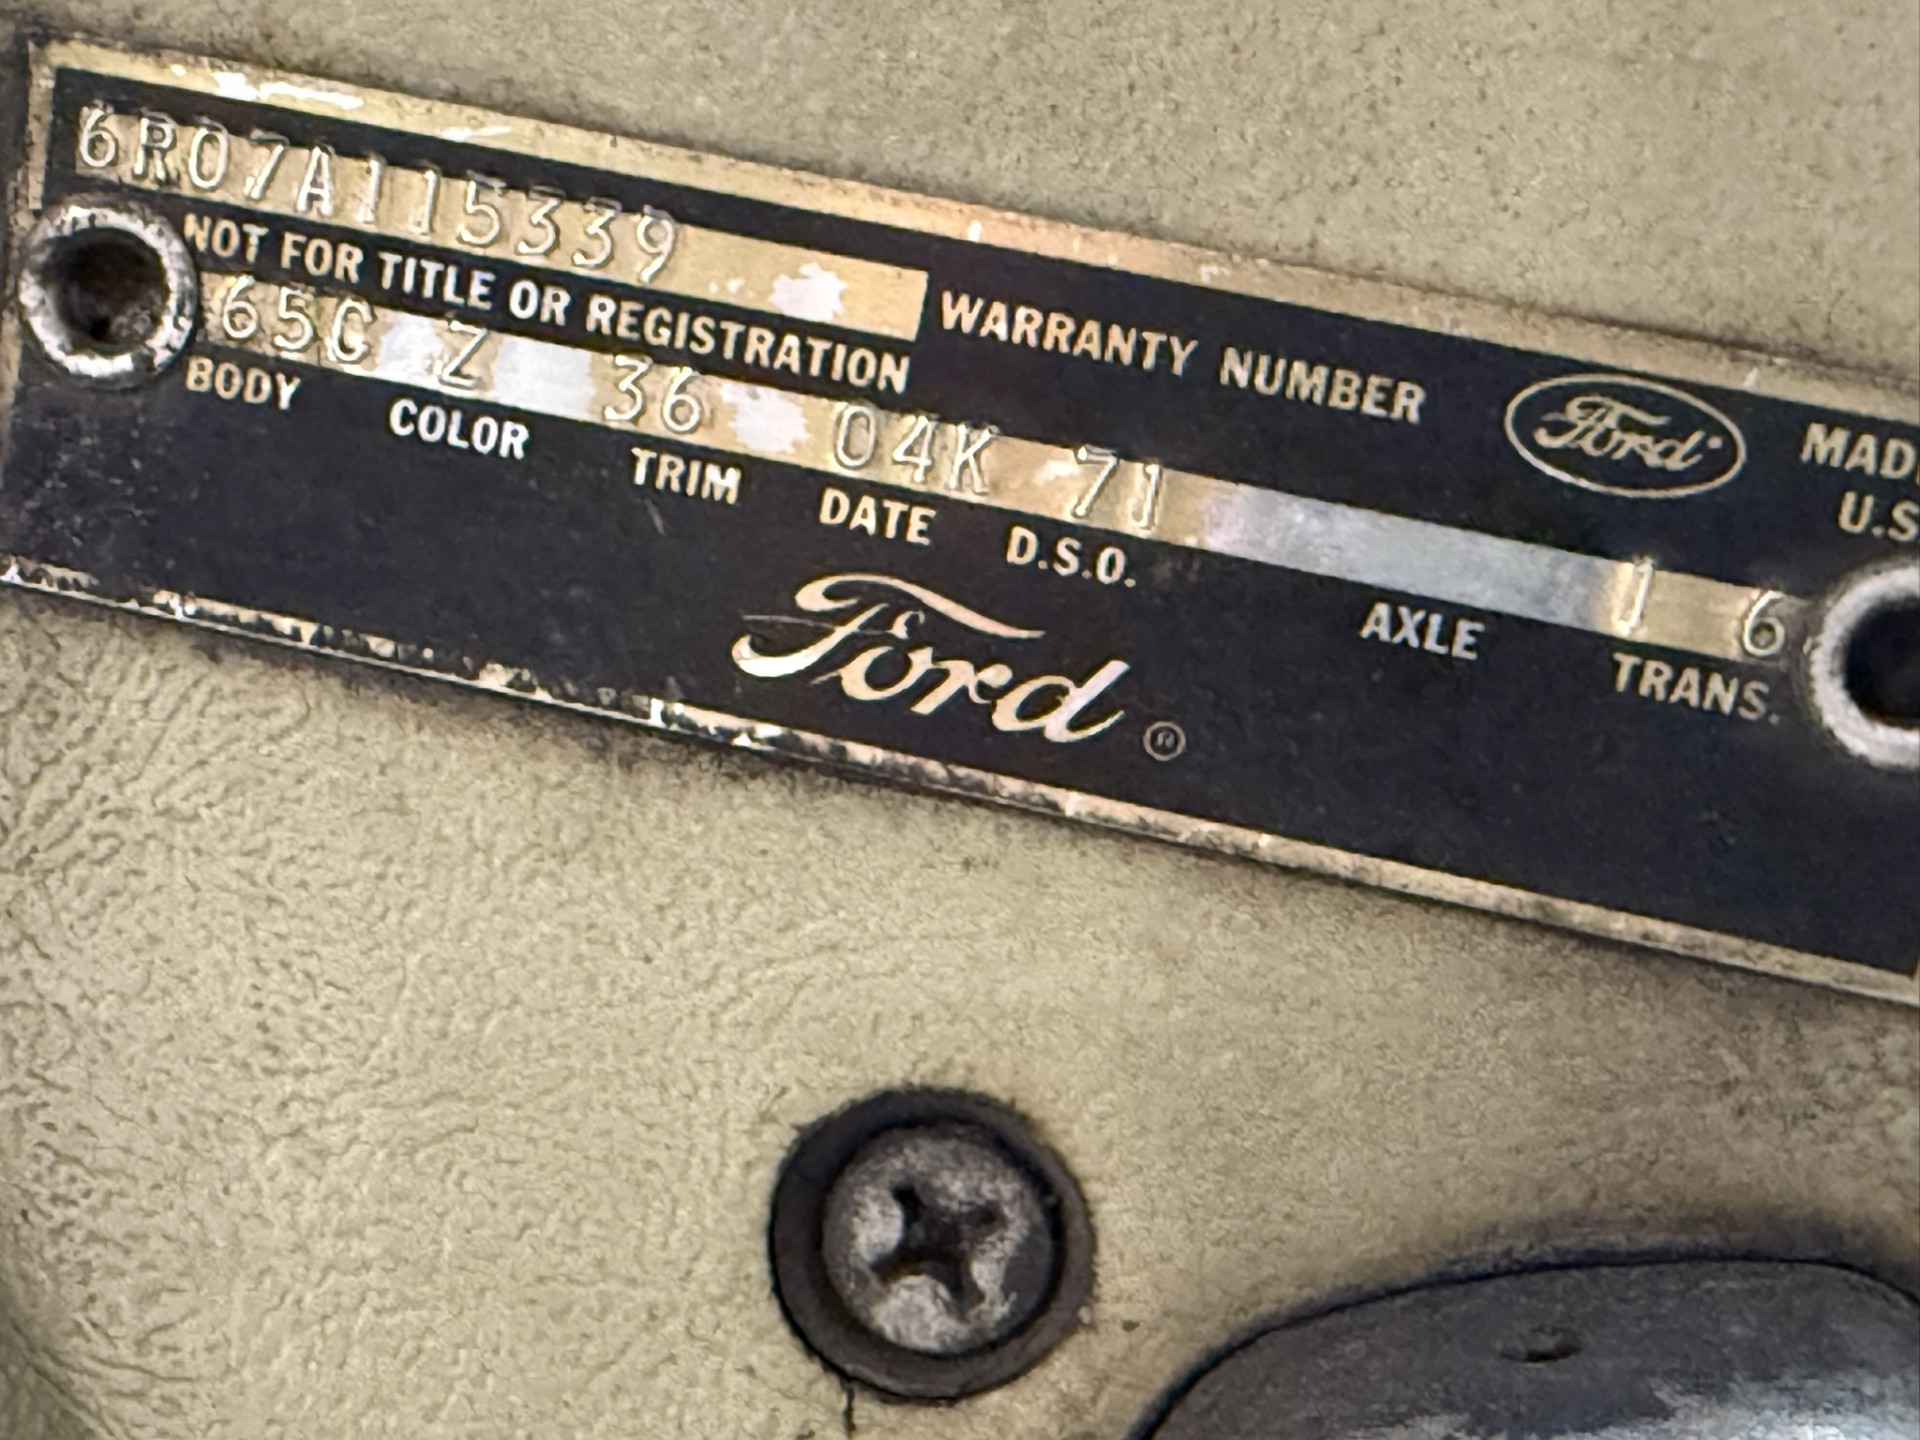 6R07A115339
NOT FOR TITLE OR REGISTRATION
WARRANTY NUMBER
Ford
MAD
U.S
65C Z 36 04K 71 1 6
BODY COLOR TRIM DATE D.S.O. AXLE TRANS.
Ford ®